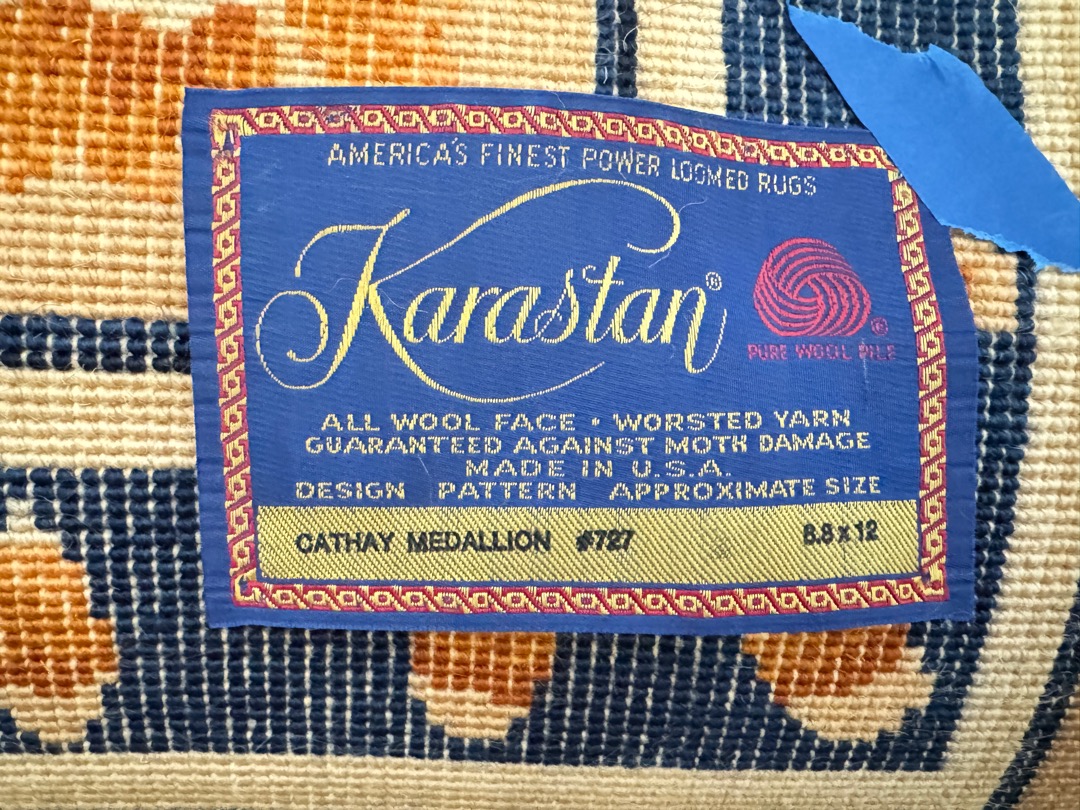 AMERICA'S FINEST POWER LOOMED RUGS
Karastan®
®
PURE WOOL PILE
ALL WOOL FACE • WORSTED YARN
GUARANTEED AGAINST MOTH DAMAGE
MADE IN U.S.A.
DESIGN PATTERN APPROXIMATE SIZE
CATHAY MEDALLION #727 8.8 x 12